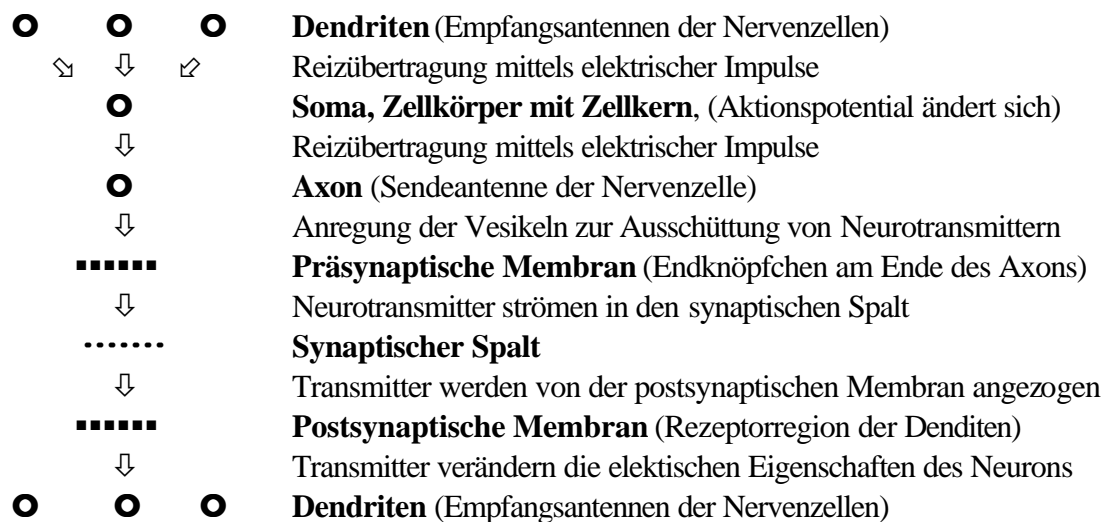 Dendriten (Empfangsantennen der Nervenzellen)
Reizübertragung mittels elektrischer Impulse
Soma, Zellkörper mit Zellkern, (Aktionspotential ändert sich)
Reizübertragung mittels elektrischer Impulse
Axon (Sendeantenne der Nervenzelle)
Anregung der Vesikeln zur Ausschüttung von Neurotransmittern
Präsynaptische Membran (Endknöpfchen am Ende des Axons)
Neurotransmitter strömen in den synaptischen Spalt
Synaptischer Spalt
Transmitter werden von der postsynaptischen Membran angezogen
Postsynaptische Membran (Rezeptorregion der Denditen)
Transmitter verändern die elektischen Eigenschaften des Neurons
Dendriten (Empfangsantennen der Nervenzellen)